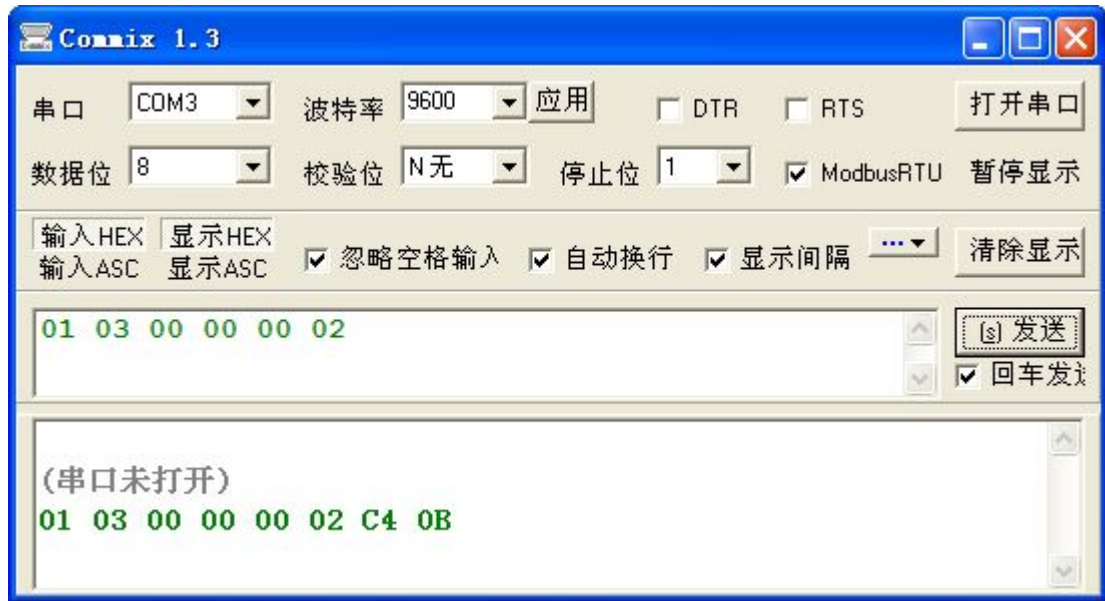 Commix 1.3
串口 COM3 波特率 9600 应用 DTR RTS 打开串口
数据位 8 校验位 N 无 停止位 1 ModbusRTU 暂停显示
输入HEX 显示HEX
输入ASC 显示ASC 忽略空格输入 自动换行 显示间隔 ... 清除显示
01 03 00 00 00 02
(s) 发送
回车发
(串口未打开)
01 03 00 00 00 02 C4 0B